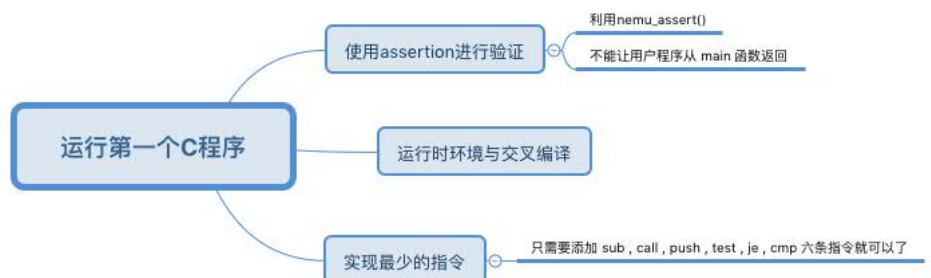 利用nemu_assert()
使用assertion进行验证
不能让用户程序从 main 函数返回
运行第一个C程序
运行时环境与交叉编译
实现最少的指令
只需要添加 sub , call , push , test , je , cmp 六条指令就可以了